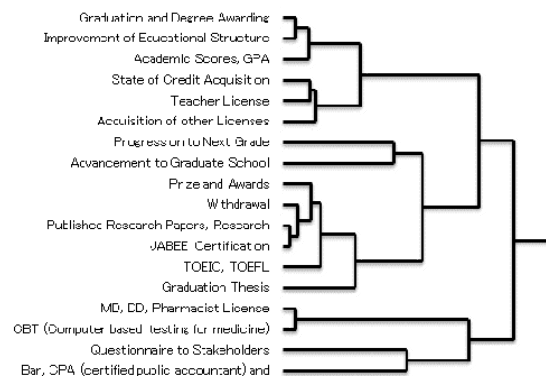 Graduation and Degree Awarding
Improvement of Educational Structure
Academic Scores, GPA
State of Credit Acquisition
Teacher License
Acquisition of other Licenses
Progression to Next Grade
Advancement to Graduate School
Prize and Awards
Withdrawal
Published Research Papers, Research
JABEE Certification
TOEIC, TOEFL
Graduation Thesis
MD, DD, Pharmacist Licence
CBT (Computer based testing for medicine)
Questionnaire to Stakeholders
Bar, CPA (certified public accountant) and